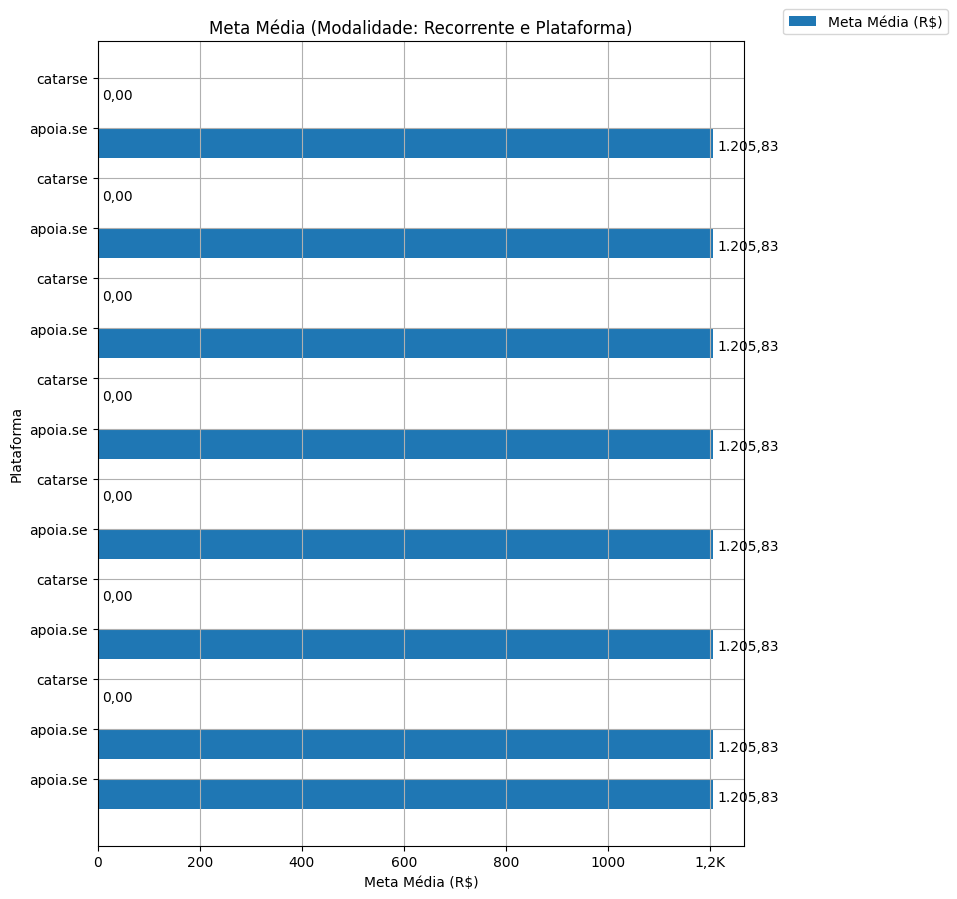 Meta Média (Modalidade: Recorrente e Plataforma)
Meta Média (R$)
catarse
0,00
apoia.se
1.205,83
catarse
0,00
apoia.se
1.205,83
catarse
0,00
apoia.se
1.205,83
catarse
0,00
apoia.se
1.205,83
catarse
0,00
apoia.se
1.205,83
catarse
0,00
apoia.se
1.205,83
catarse
0,00
apoia.se
1.205,83
apoia.se
1.205,83
Plataforma
0 200 400 600 800 1000 1,2K
Meta Média (R$)